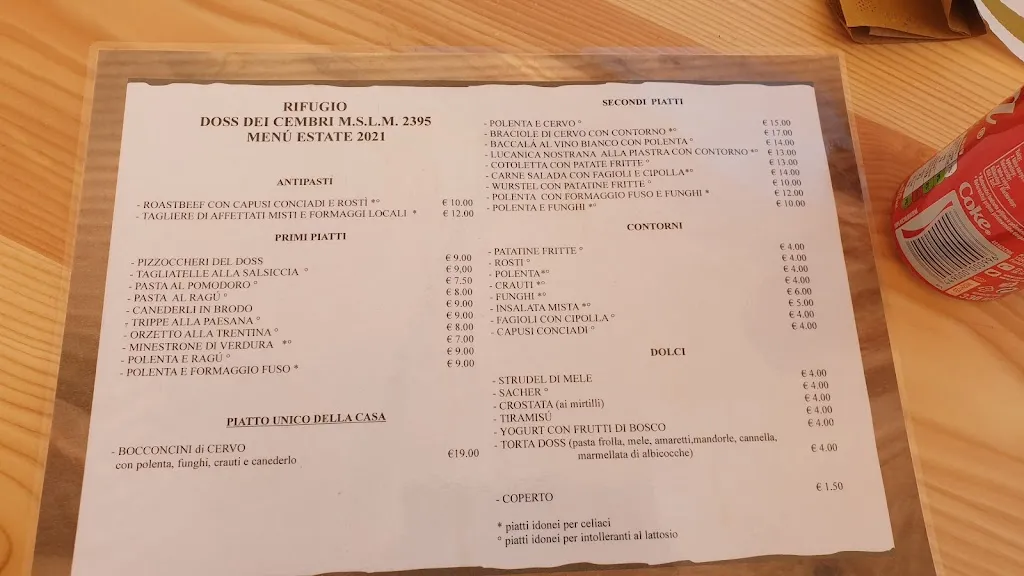 RIFUGIO
DOSS DEI CEMBRI M.S.L.M. 2395
MENÚ ESTATE 2021
ANTIPASTI
- ROASTBEEF CON CAPUSI CONCIADI E ROSTÌ *° € 10.00
- TAGLIERE DI AFFETTATI MISTI E FORMAGGI LOCALI * € 12.00
PRIMI PIATTI
- PIZZOCCHERI DEL DOSS € 9.00
- TAGLIATELLE ALLA SALSICCIA ° € 9,00
- PASTA AL POMODORO ° € 7.50
- PASTA AL RAGÚ ° € 8.00
- CANEDERLI IN BRODO € 9.00
- TRIPPE ALLA PAESANA ° € 9.00
- ORZETTO ALLA TRENTINA ° € 8.00
- MINESTRONE DI VERDURA *° € 7.00
- POLENTA E RAGÚ ° € 9.00
- POLENTA E FORMAGGIO FUSO * € 9.00
PIATTO UNICO DELLA CASA
- BOCCONCINI di CERVO €19.00
con polenta, funghi, crauti e canederlo
SECONDI PIATTI
- POLENTA E CERVO ° € 15.00
- BRACIOLE DI CERVO CON CONTORNO *° € 17.00
- BACCALÀ AL VINO BIANCO CON POLENTA ° € 14.00
- LUCANICA NOSTRANA ALLA PIASTRA CON CONTORNO *° € 13.00
- COTOLETTA CON PATATE FRITTE ° € 13.00
- CARNE SALADA CON FAGIOLI E CIPOLLA*° € 14.00
- WURSTEL CON PATATINE FRITTE ° € 10.00
- POLENTA CON FORMAGGIO FUSO E FUNGHI * € 12.00
- POLENTA E FUNGHI *° € 10.00
CONTORNI
- PATATINE FRITTE ° € 4.00
- ROSTI ° € 4.00
- POLENTA*° € 4.00
- CRAUTI *° € 4.00
- FUNGHI *° € 6.00
- INSALATA MISTA *° € 5.00
- FAGIOLI CON CIPOLLA ° € 4.00
- CAPUSI CONCIADI ° € 4.00
DOLCI
- STRUDEL DI MELE € 4.00
- SACHER ° € 4.00
- CROSTATA (ai mirtilli) € 4.00
- TIRAMISÚ € 4.00
- YOGURT CON FRUTTI DI BOSCO € 4.00
- TORTA DOSS (pasta frolla, mele, amaretti,mandorle, cannella, € 4.00
marmellata di albicocche)
- COPERTO € 1.50
* piatti idonei per celiaci
° piatti idonei per intolleranti al lattosio
Coke